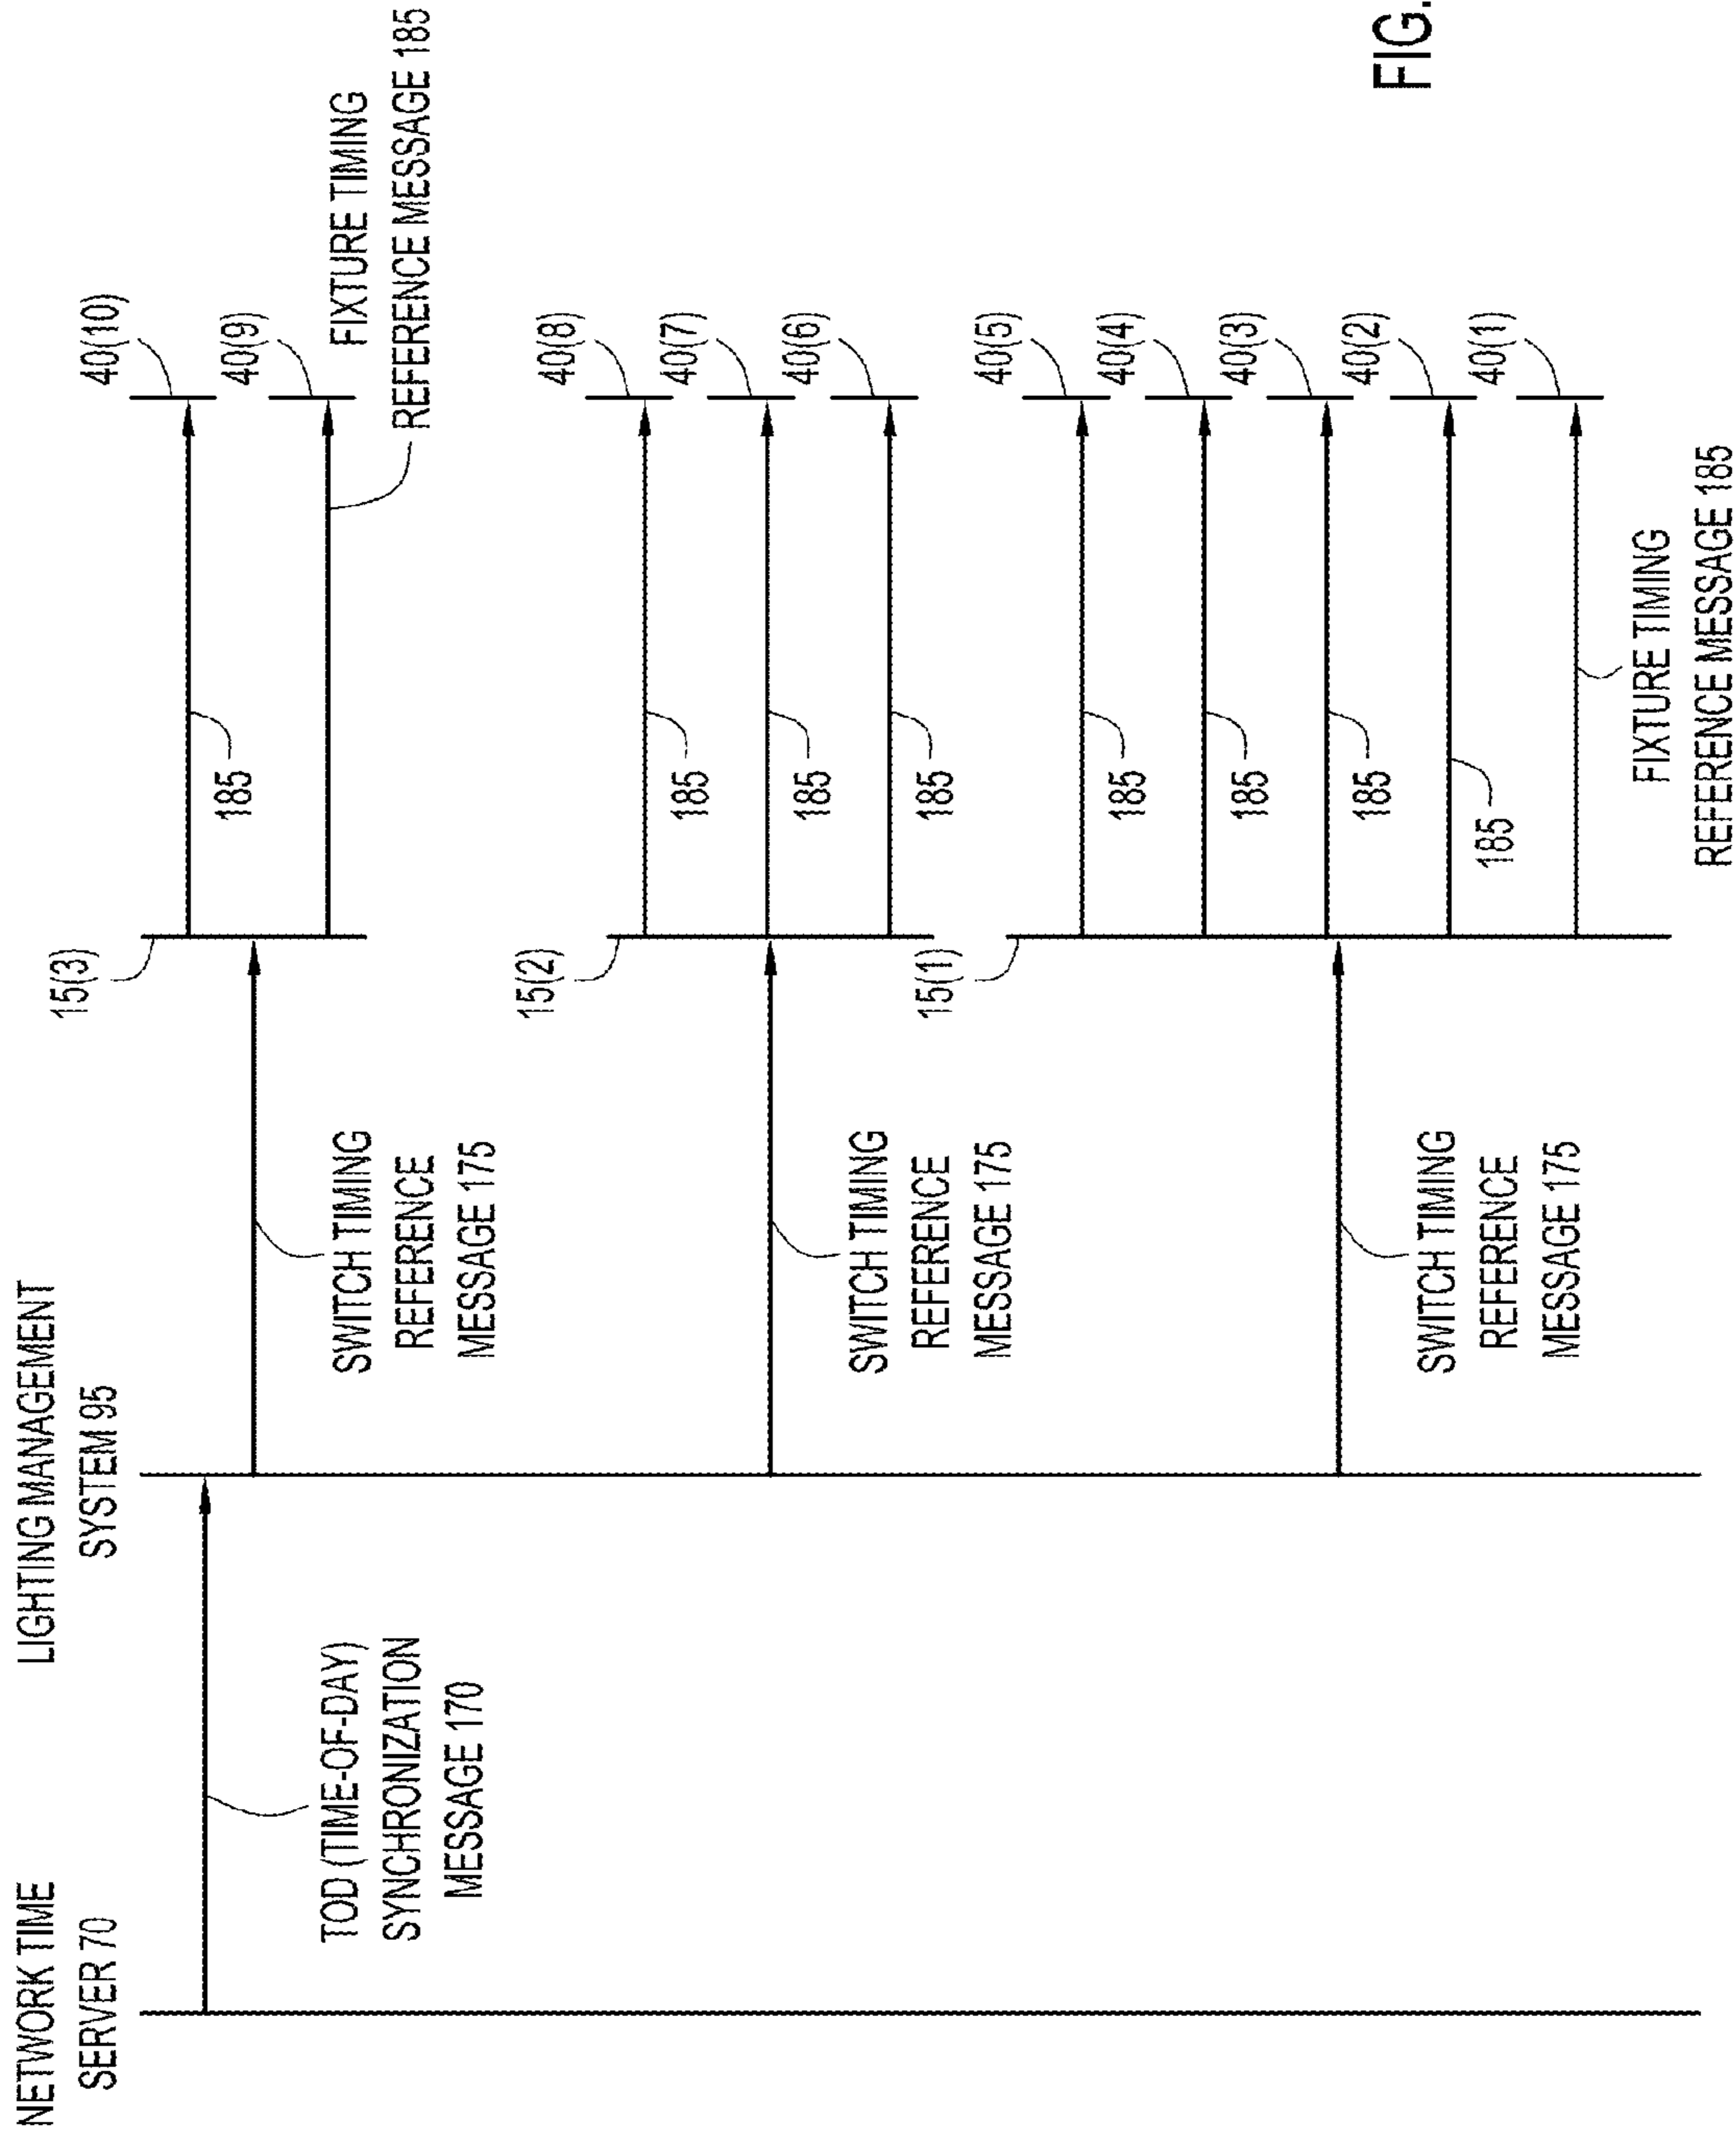 NETWORK TIME
SERVER 70
LIGHTING MANAGEMENT
SYSTEM 95
TOD (TIME-OF-DAY)
SYNCHRONIZATION
MESSAGE 170
15(3)
SWITCH TIMING
REFERENCE
MESSAGE 175
40(10)
185
40(9)
FIXTURE TIMING
REFERENCE MESSAGE 185
15(2)
SWITCH TIMING
REFERENCE
MESSAGE 175
40(8)
185
40(7)
185
40(6)
185
15(1)
SWITCH TIMING
REFERENCE
MESSAGE 175
40(5)
185
40(4)
185
40(3)
185
40(2)
185
40(1)
FIXTURE TIMING
REFERENCE MESSAGE 185
FIG.